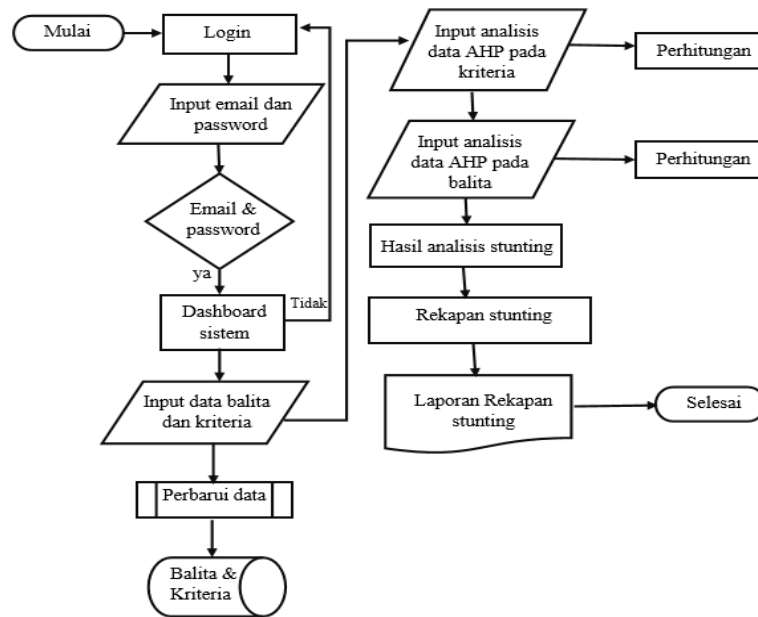 Mulai
Login
Input email dan
password
Email &
password
ya
Tidak
Dashboard
sistem
Input data balita
dan kriteria
Perbarui data
Balita &
Kriteria
Input analisis
data AHP pada
kriteria
Perhitungan
Input analisis
data AHP pada
balita
Perhitungan
Hasil analisis stunting
Rekapan stunting
Laporan Rekapan
stunting
Selesai